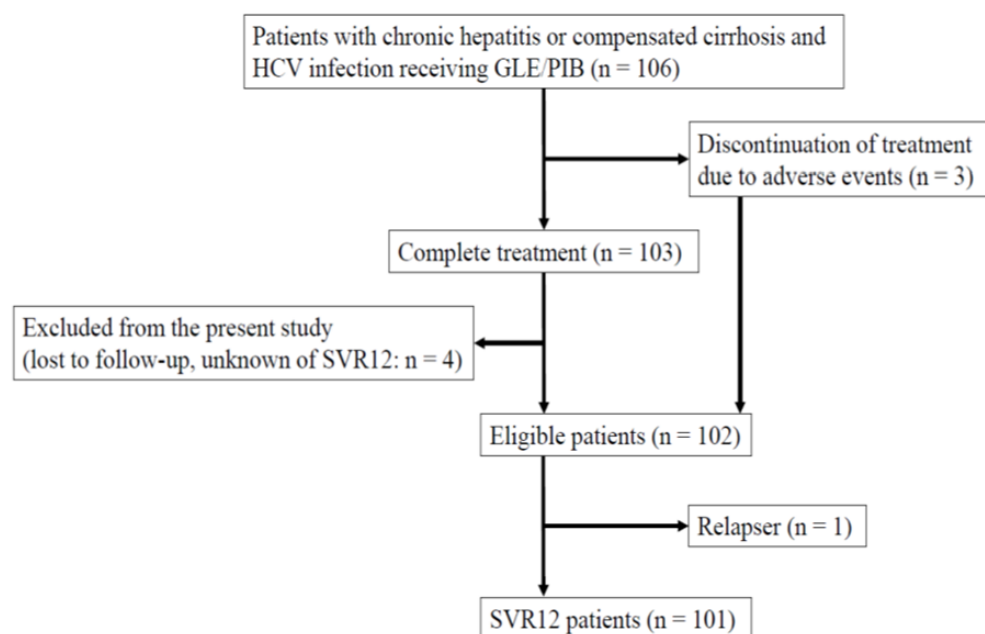 Patients with chronic hepatitis or compensated cirrhosis and
HCV infection receiving GLE/PIB (n = 106)
Discontinuation of treatment
due to adverse events (n = 3)
Complete treatment (n = 103)
Excluded from the present study
(lost to follow-up, unknown of SVR12: n = 4)
Eligible patients (n = 102)
Relapser (n = 1)
SVR12 patients (n = 101)